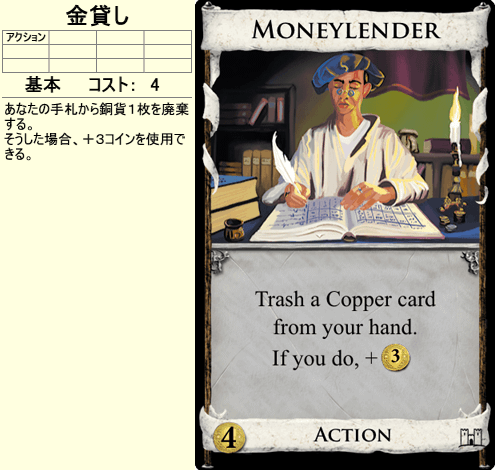 金貸し
アクション
基本 コスト： 4
あなたの手札から銅貨１枚を廃棄
する。
そうした場合、＋３コインを使用で
きる。
MONEYLENDER
Trash a Copper card
from your hand.
If you do, + 3
4 ACTION